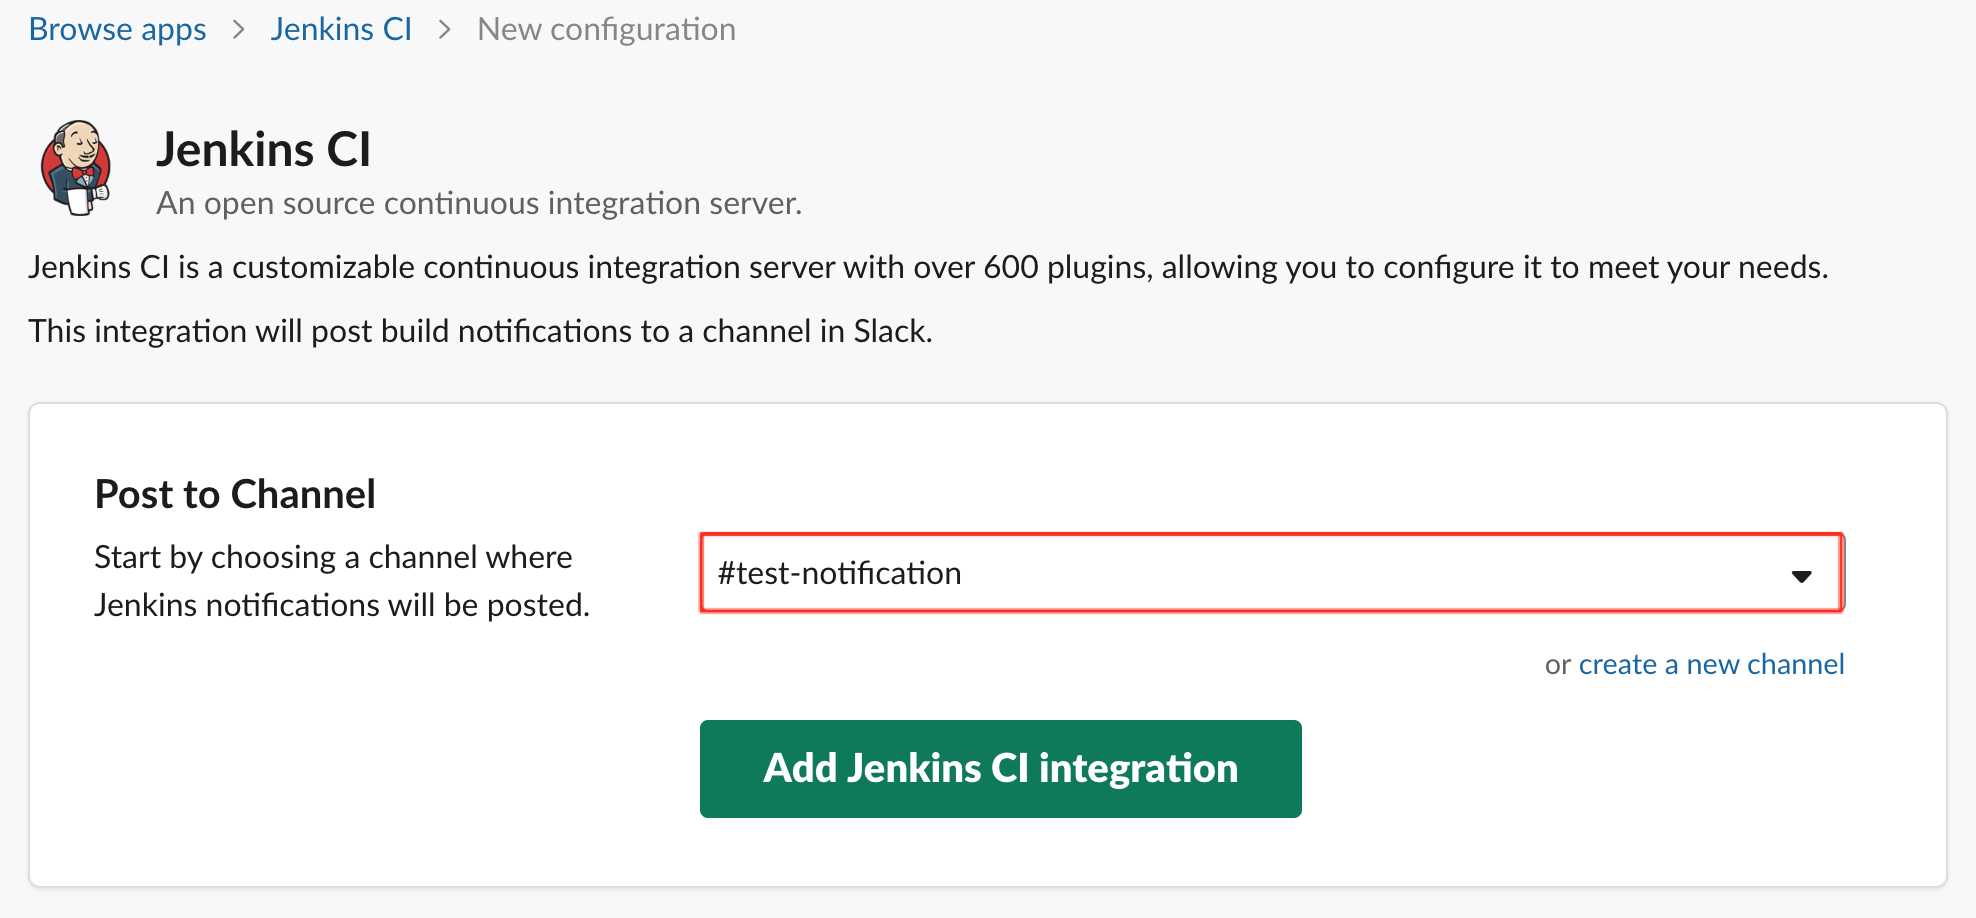 Browse apps > Jenkins CI > New configuration
Jenkins CI
An open source continuous integration server.
Jenkins CI is a customizable continuous integration server with over 600 plugins, allowing you to configure it to meet your needs.
This integration will post build notifications to a channel in Slack.
Post to Channel
Start by choosing a channel where
Jenkins notifications will be posted.
#test-notification
or create a new channel
Add Jenkins CI integration